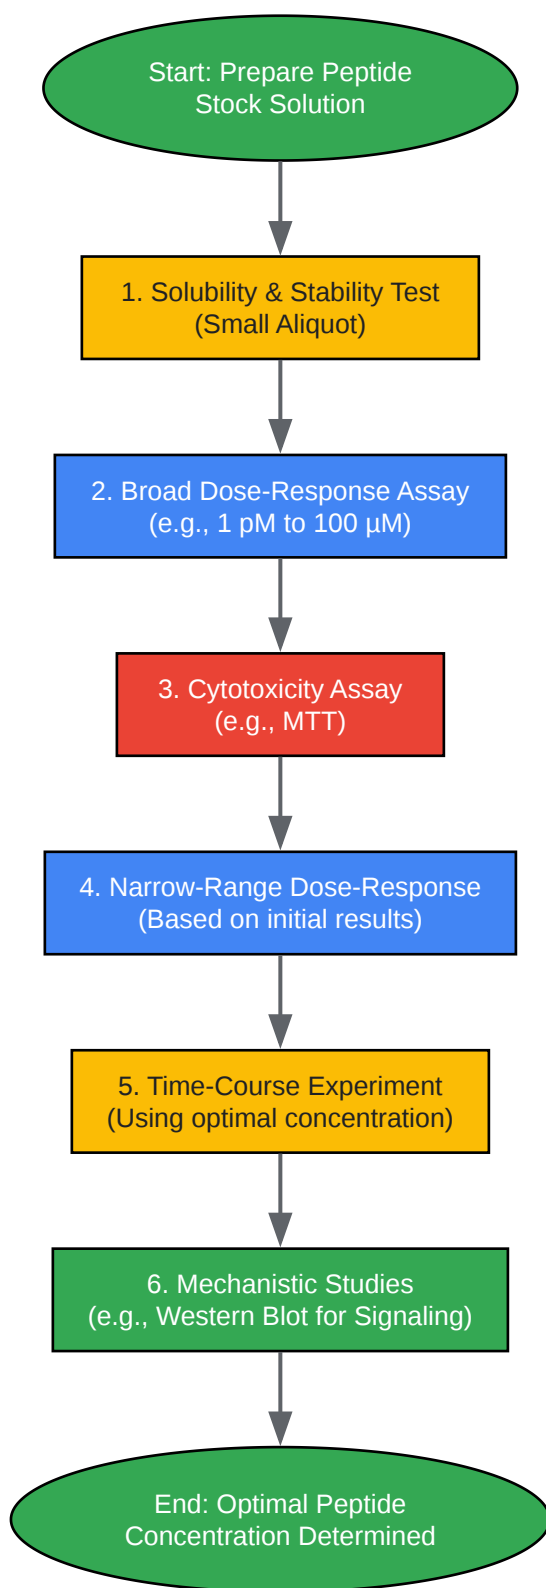 Start: Prepare Peptide
Stock Solution
1. Solubility & Stability Test
(Small Aliquot)
2. Broad Dose-Response Assay
(e.g., 1 pM to 100 µM)
3. Cytotoxicity Assay
(e.g., MTT)
4. Narrow-Range Dose-Response
(Based on initial results)
5. Time-Course Experiment
(Using optimal concentration)
6. Mechanistic Studies
(e.g., Western Blot for Signaling)
End: Optimal Peptide
Concentration Determined